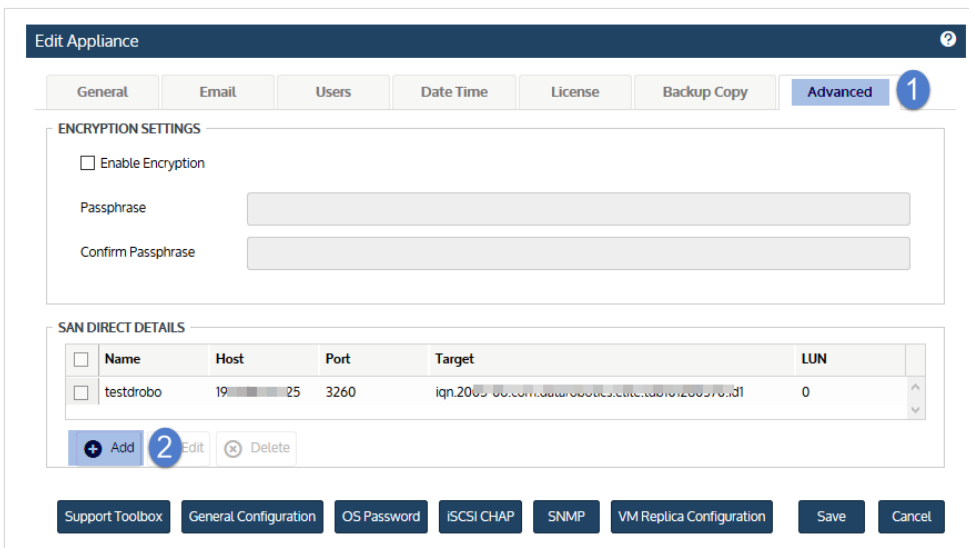 Edit Appliance ?
General Email Users Date Time License Backup Copy Advanced 1
ENCRYPTION SETTINGS
Enable Encryption
Passphrase
Confirm Passphrase
SAN DIRECT DETAILS
Name Host Port Target LUN
testdrobo 19 25 3260 0
Add 2 Edit Delete
Support Toolbox General Configuration OS Password iSCSI CHAP SNMP VM Replica Configuration Save Cancel